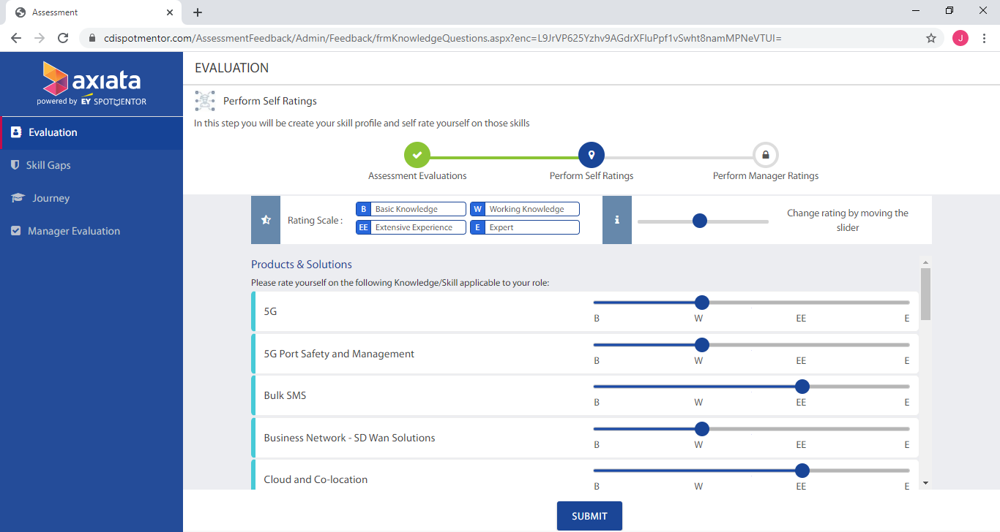 Assessment
cdispotmentor.com/AssessmentFeedback/Admin/Feedback/frmKnowledgeQuestions.aspx?enc=L9JrVP625Yzhv9AGdrXFIuPpf1vSwht8namMPNeVTUI=
J
axiata
powered by EY SPOTMENTOR
Evaluation
Skill Gaps
Journey
Manager Evaluation
EVALUATION
Perform Self Ratings
In this step you will be create your skill profile and self rate yourself on those skills
Assessment Evaluations
Perform Self Ratings
Perform Manager Ratings
Rating Scale :
B Basic Knowledge
W Working Knowledge
EE Extensive Experience
E Expert
Change rating by moving the
slider
Products & Solutions
Please rate yourself on the following Knowledge/Skill applicable to your role:
5G
B W EE E
5G Port Safety and Management
B W EE E
Bulk SMS
B W EE E
Business Network - SD Wan Solutions
B W EE E
Cloud and Co-location
B W EE E
SUBMIT